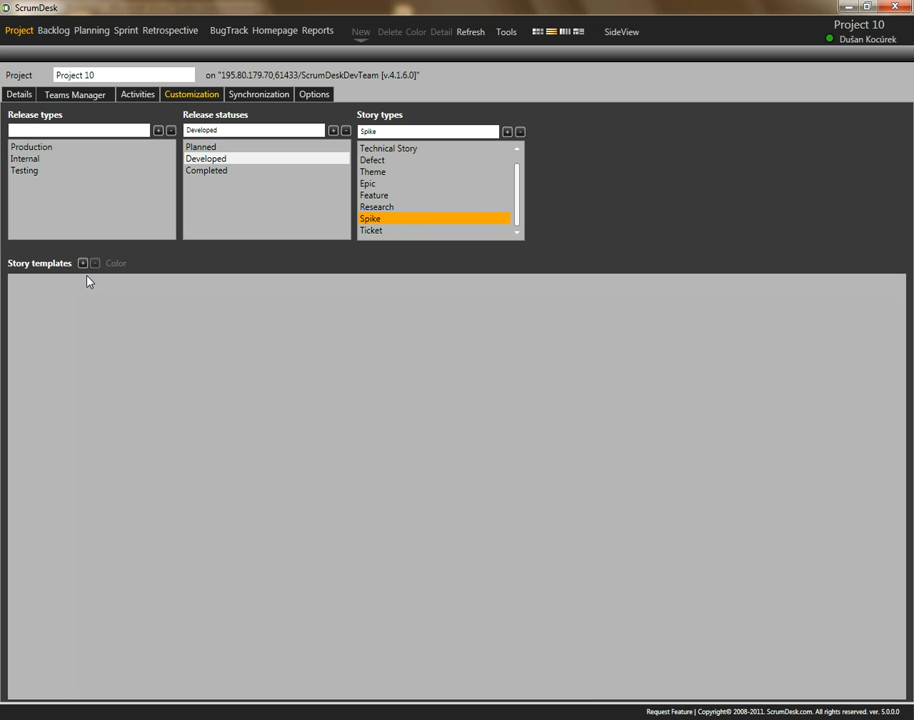 ScrumDesk
Project Backlog Planning Sprint Retrospective BugTrack Homepage Reports New Delete Color Detail Refresh Tools SideView
Project 10
Dušan Kocúrek
Project Project 10 on "195.80.179.70,61433/ScrumDeskDevTeam [v.4.1.6.0]"
Details Teams Manager Activities Customization Synchronization Options
Release types
Production
Internal
Testing
Release statuses
Developed
Planned
Developed
Completed
Story types
Spike
Technical Story
Defect
Theme
Epic
Feature
Research
Spike
Ticket
Story templates + - Color
Request Feature | Copyright© 2008-2011. ScrumDesk.com. All rights reserved. ver. 5.0.0.0